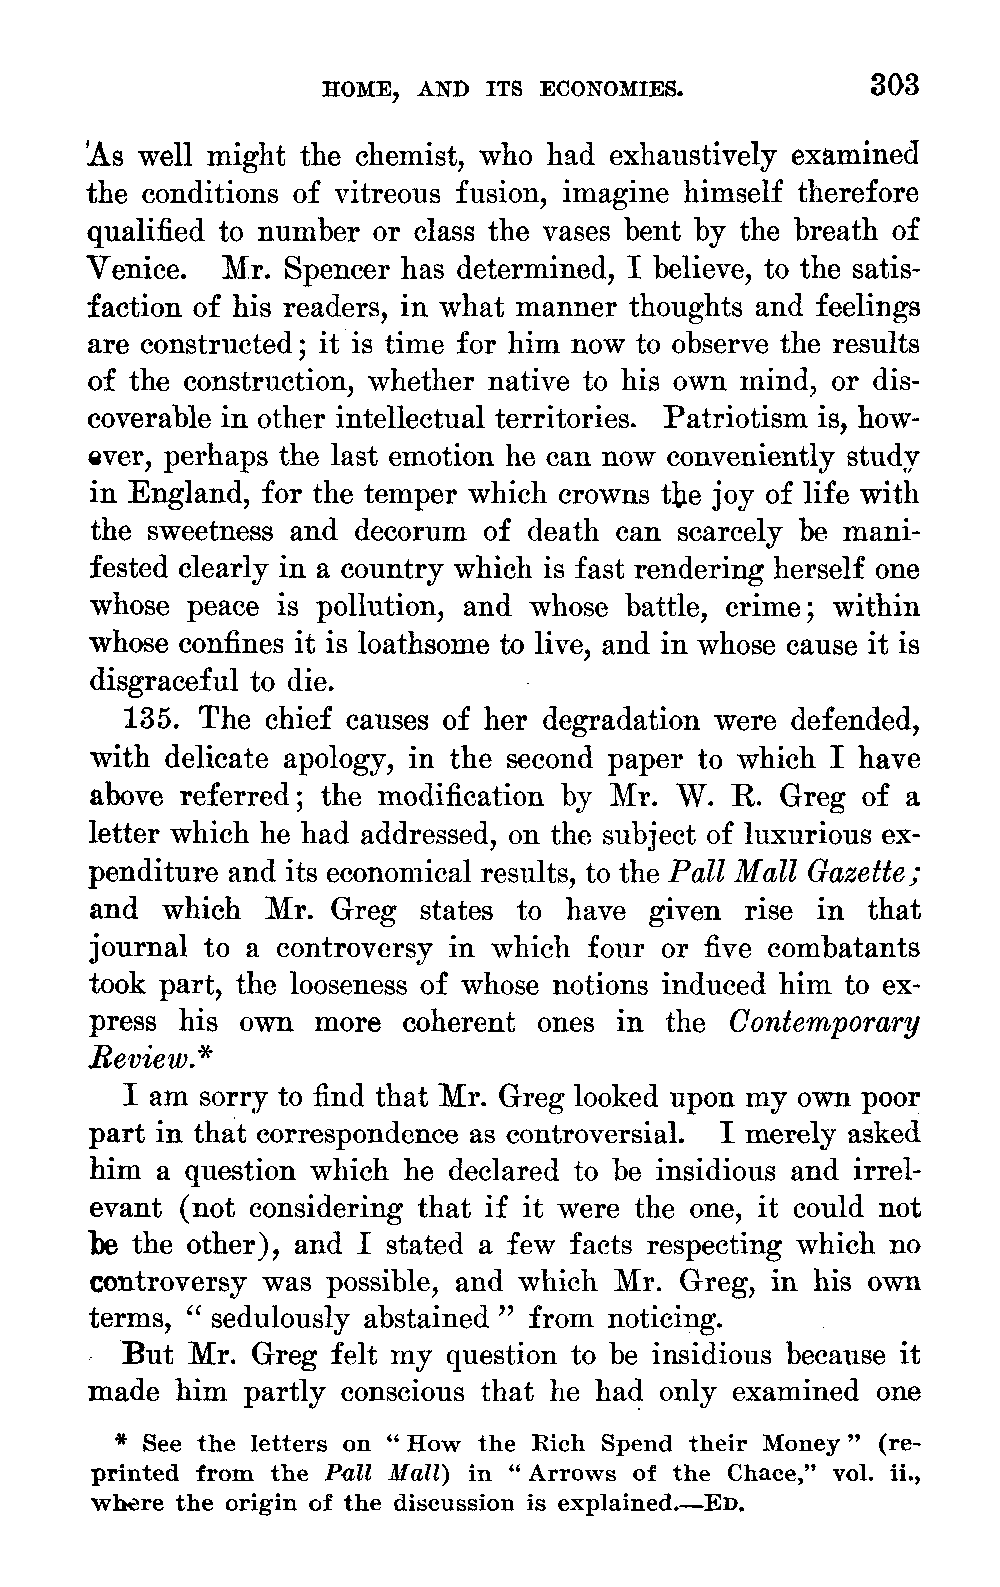 HOME, AND ITS ECONOMIES. 303
'As well might the chemist, who had exhaustively examined
the conditions of vitreous fusion, imagine himself therefore
qualified to number or class the vases bent by the breath of
Venice. Mr. Spencer has determined, I believe, to the satis-
faction of his readers, in what manner thoughts and feelings
are constructed; it is time for him now to observe the results
of the construction, whether native to his own mind, or dis-
coverable in other intellectual territories. Patriotism is, how-
ever, perhaps the last emotion he can now conveniently study
in England, for the temper which crowns the joy of life with
the sweetness and decorum of death can scarcely be mani-
fested clearly in a country which is fast rendering herself one
whose peace is pollution, and whose battle, crime; within
whose confines it is loathsome to live, and in whose cause it is
disgraceful to die.
135. The chief causes of her degradation were defended,
with delicate apology, in the second paper to which I have
above referred; the modification by Mr. W. R. Greg of a
letter which he had addressed, on the subject of luxurious ex-
penditure and its economical results, to the Pall Mall Gazette;
and which Mr. Greg states to have given rise in that
journal to a controversy in which four or five combatants
took part, the looseness of whose notions induced him to ex-
press his own more coherent ones in the Contemporary
Review.*
I am sorry to find that Mr. Greg looked upon my own poor
part in that correspondence as controversial. I merely asked
him a question which he declared to be insidious and irrel-
evant (not considering that if it were the one, it could not
be the other), and I stated a few facts respecting which no
controversy was possible, and which Mr. Greg, in his own
terms, “ sedulously abstained ” from noticing.
But Mr. Greg felt my question to be insidious because it
made him partly conscious that he had only examined one
* See the letters on “ How the Rich Spend their Money ” (re-
printed from the Pall Mall) in “ Arrows of the Chace,” vol. ii.,
where the origin of the discussion is explained.—ED.